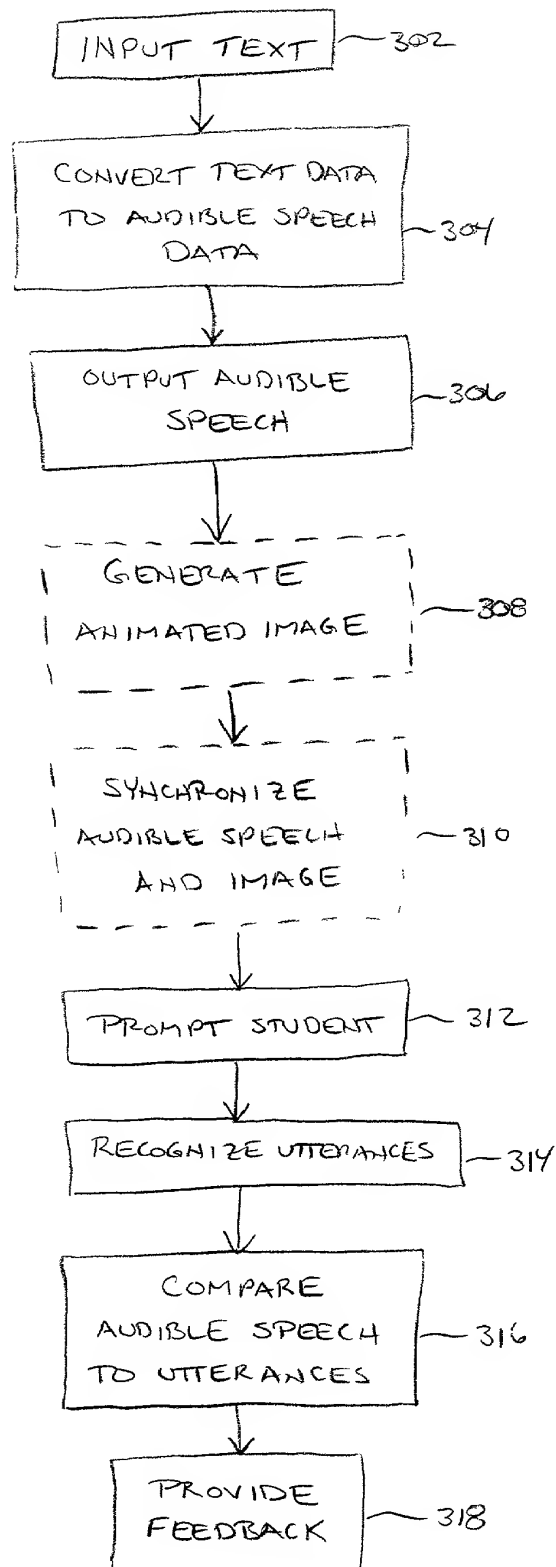 INPUT TEXT 302
CONVERT TEXT DATA
TO AUDIBLE SPEECH
DATA
304
OUTPUT AUDIBLE
SPEECH
306
GENERATE
ANIMATED IMAGE
308
SYNCHRONIZE
AUDIBLE SPEECH
AND IMAGE
310
PROMPT STUDENT 312
RECOGNIZE UTTERANCES 314
COMPARE
AUDIBLE SPEECH
TO UTTERANCES
316
PROVIDE
FEEDBACK
318